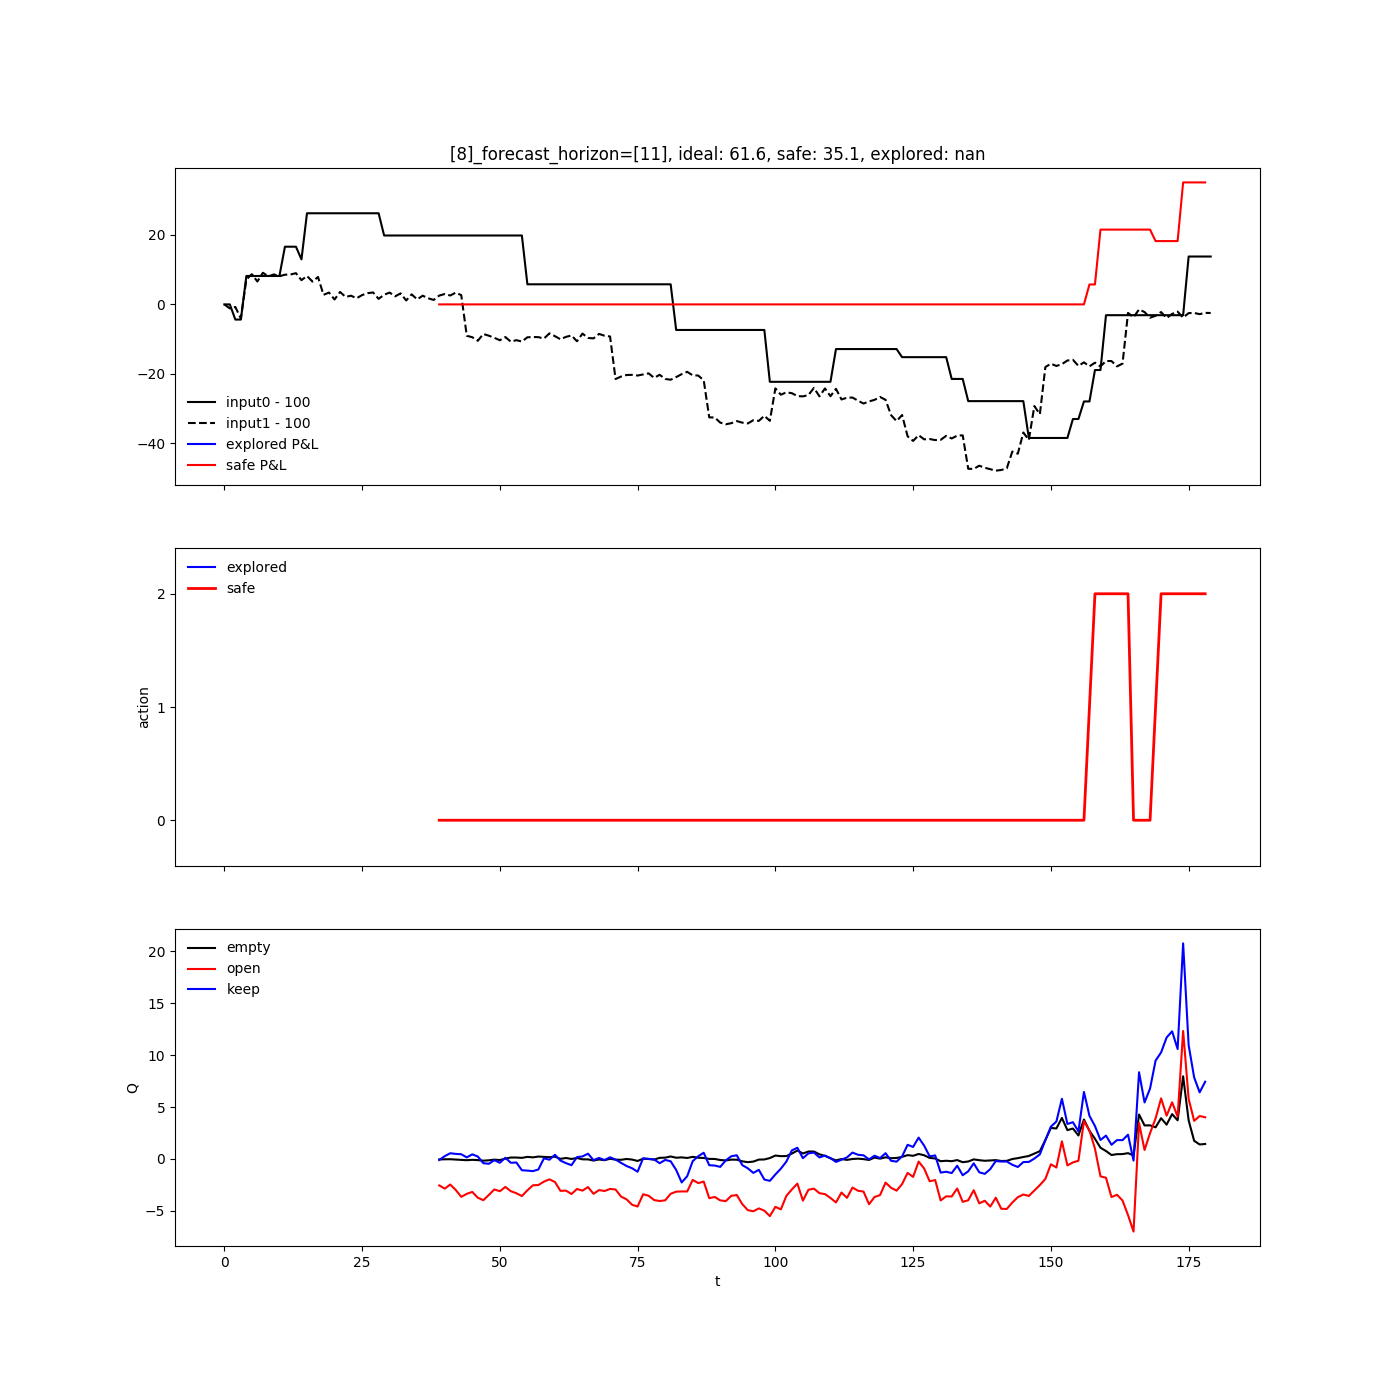 [8]_forecast_horizon=[11], ideal: 61.6, safe: 35.1, explored: nan
20
0
−20
−40
input0 - 100
input1 - 100
explored P&L
safe P&L
2
1
0
action
explored
safe
20
15
10
5
0
−5
Q
empty
open
keep
0
25
50
75
100
125
150
175
t